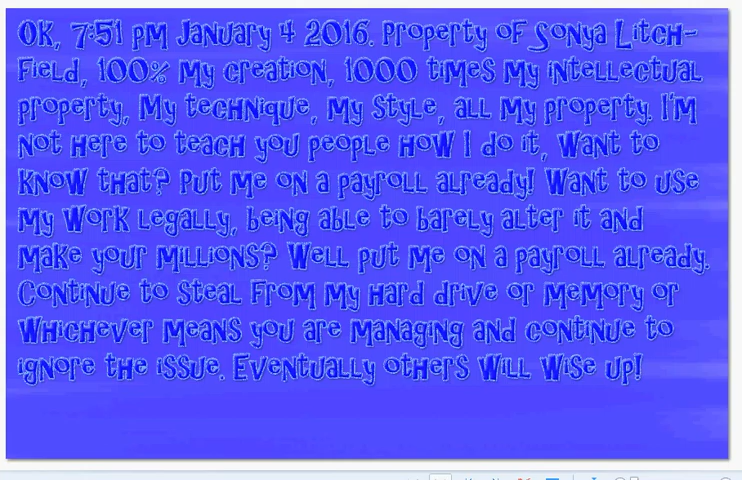 OK, 7:51 PM January 4 2016. Property of Sonya Litch-
Field, 100% My creation, 1000 times My intellectual
property, My technique, My Style, all My property. I'm
not Here to teach you people How I do it, Want to
Know that? Put Me on a payroll already! Want to use
My Work legally, being able to barely alter it and
Make your Millions? Well put Me on a payroll already.
Continue to Steal From My Hard drive or Memory or
Whichever Means you are Managing and continue to
ignore the issue. Eventually others Will Wise up!